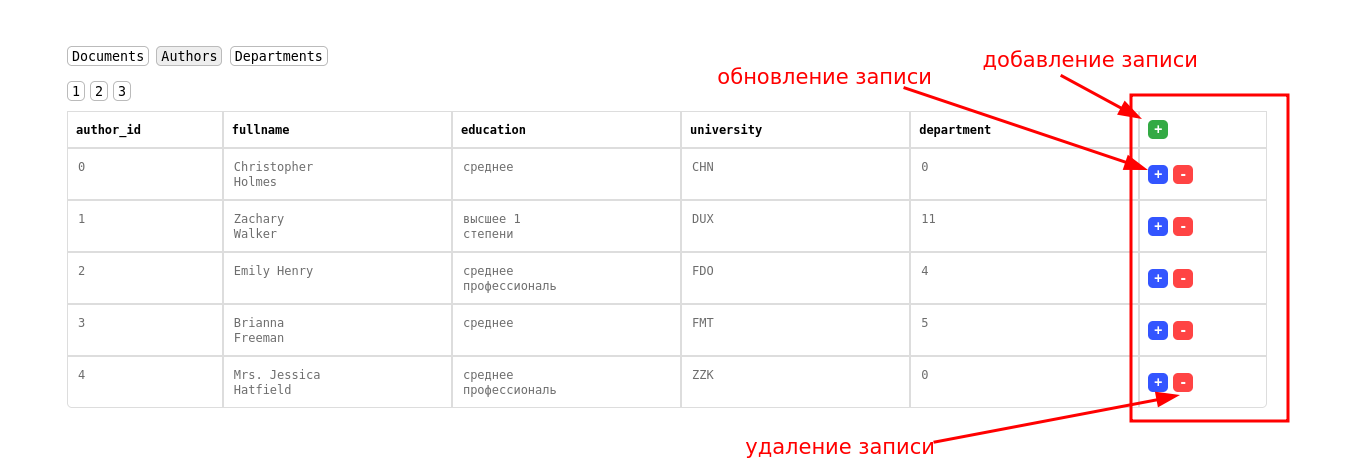 Documents Authors Departments
добавление записи
обновление записи
1 2 3
author_id fullname education university department +
0 Christopher Holmes среднее CHN 0 + -
1 Zachary Walker высшее 1 степени DUX 11 + -
2 Emily Henry среднее профессиональ FDO 4 + -
3 Brianna Freeman среднее FMT 5 + -
4 Mrs. Jessica Hatfield среднее профессиональ ZZK 0 + -
удаление записи